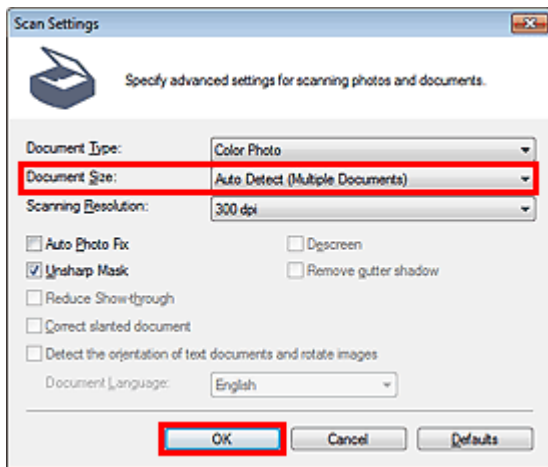 Scan Settings
Specify advanced settings for scanning photos and documents.
Document Type: Color Photo
Document Size: Auto Detect (Multiple Documents)
Scanning Resolution: 300 dpi
Auto Photo Fix Descreen
Unsharp Mask Remove gutter shadow
Reduce Show-through
Correct slanted document
Detect the orientation of text documents and rotate images
Document Language: English
OK Cancel Defaults